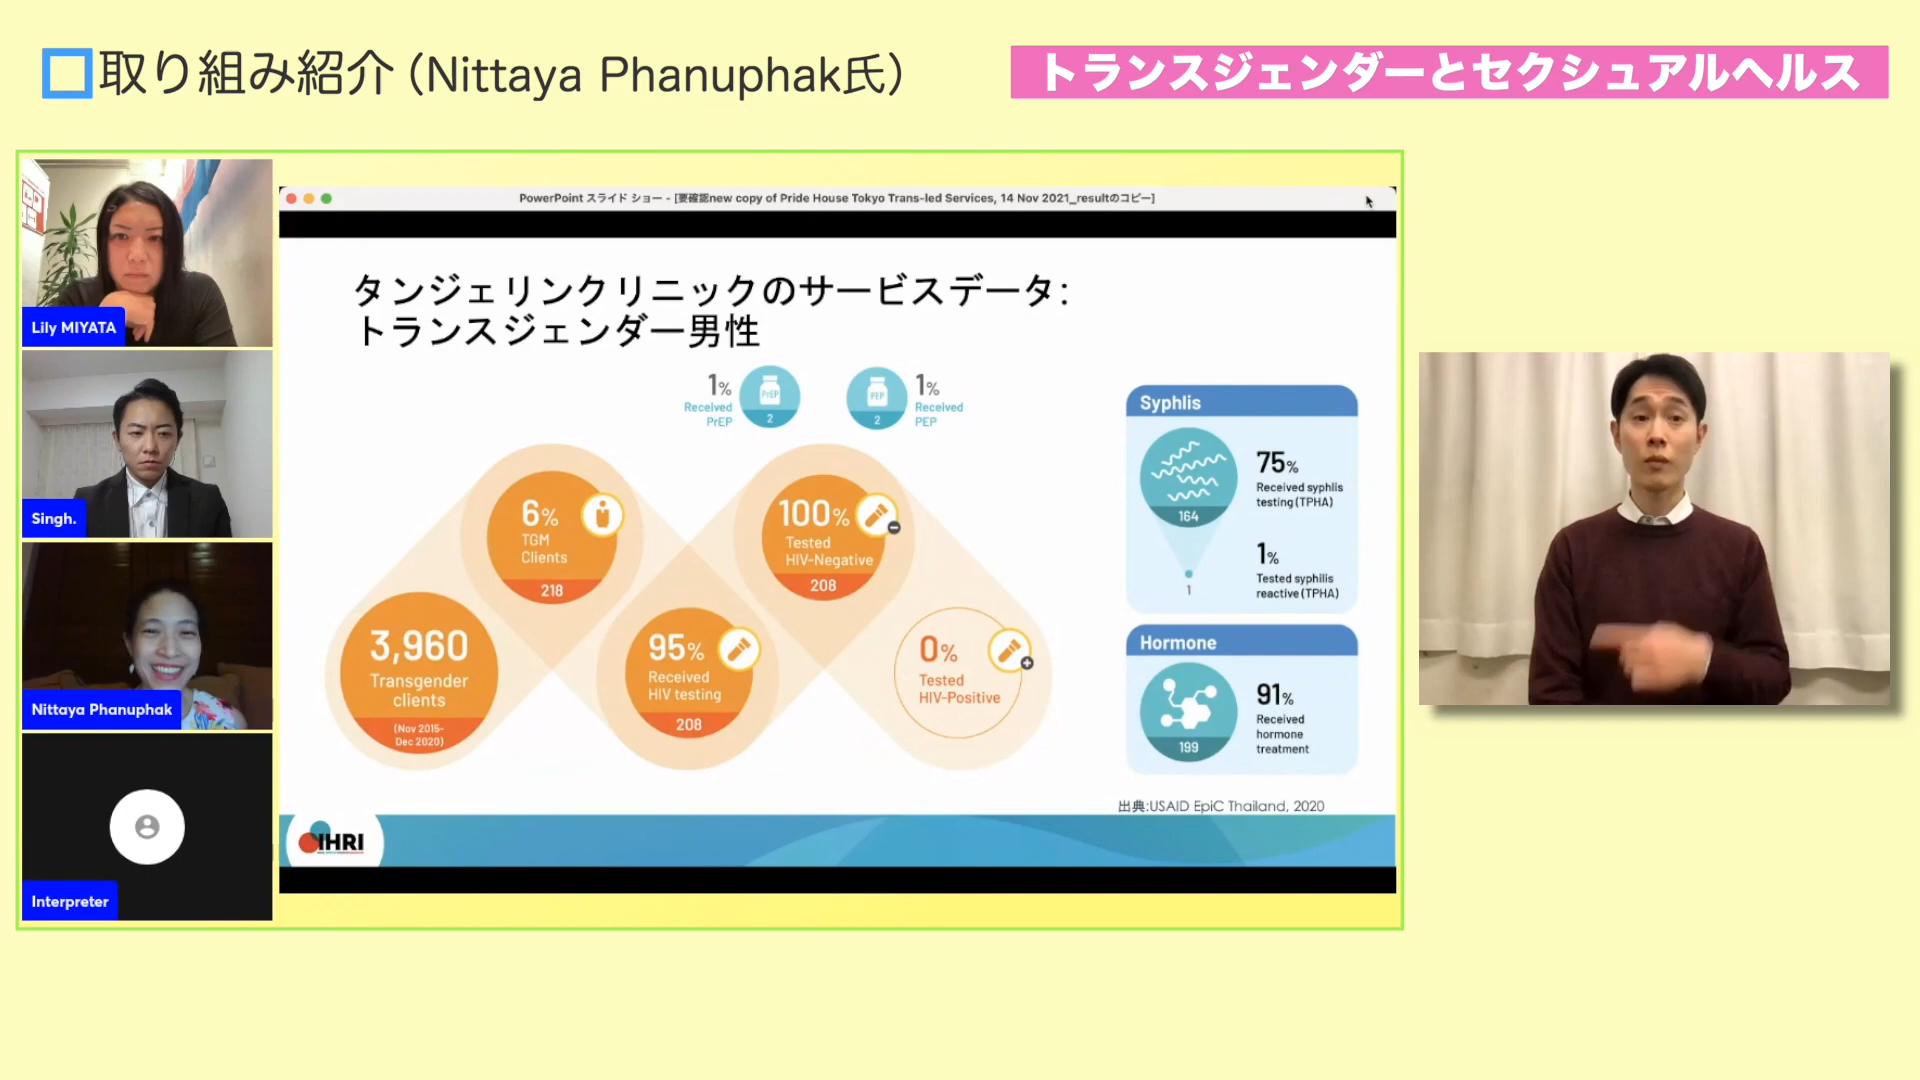 取り組み紹介（Nittaya Phanuphak氏）
トランスジェンダーとセクシュアルヘルス
PowerPoint スライド ショー - [要確認new copy of Pride House Tokyo Trans-led Services, 14 Nov 2021_resultのコピー]
Lily MIYATA
Singh.
Nittaya Phanuphak
Interpreter
タンジェリンクリニックのサービスデータ:
トランスジェンダー男性
1%
Received
PrEP
PrEP
2
PEP
2
1%
Received
PEP
6%
TGM
Clients
218
100%
Tested
HIV-Negative
208
3,960
Transgender
clients
(Nov 2015-
Dec 2020)
95%
Received
HIV testing
208
0%
Tested
HIV-Positive
Syphlis
75%
Received syphlis
testing (TPHA)
164
1%
Tested syphilis
reactive (TPHA)
1
Hormone
91%
Received
hormone
treatment
199
出典:USAID EpiC Thailand, 2020
IHRI